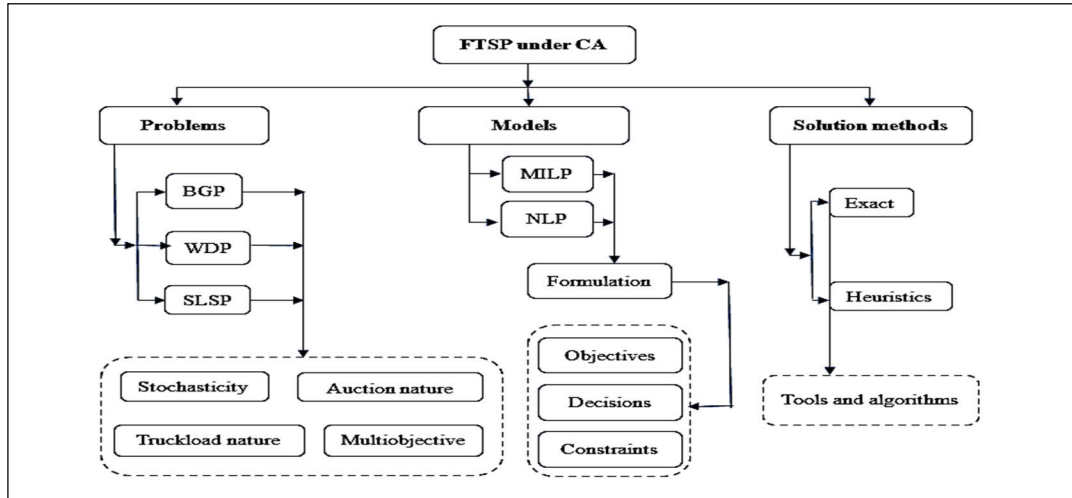 FTSP under CA
Problems
Models
Solution methods
BGP
WDP
SLSP
MILP
NLP
Formulation
Exact
Heuristics
Stochasticity
Auction nature
Truckload nature
Multiobjective
Objectives
Decisions
Constraints
Tools and algorithms